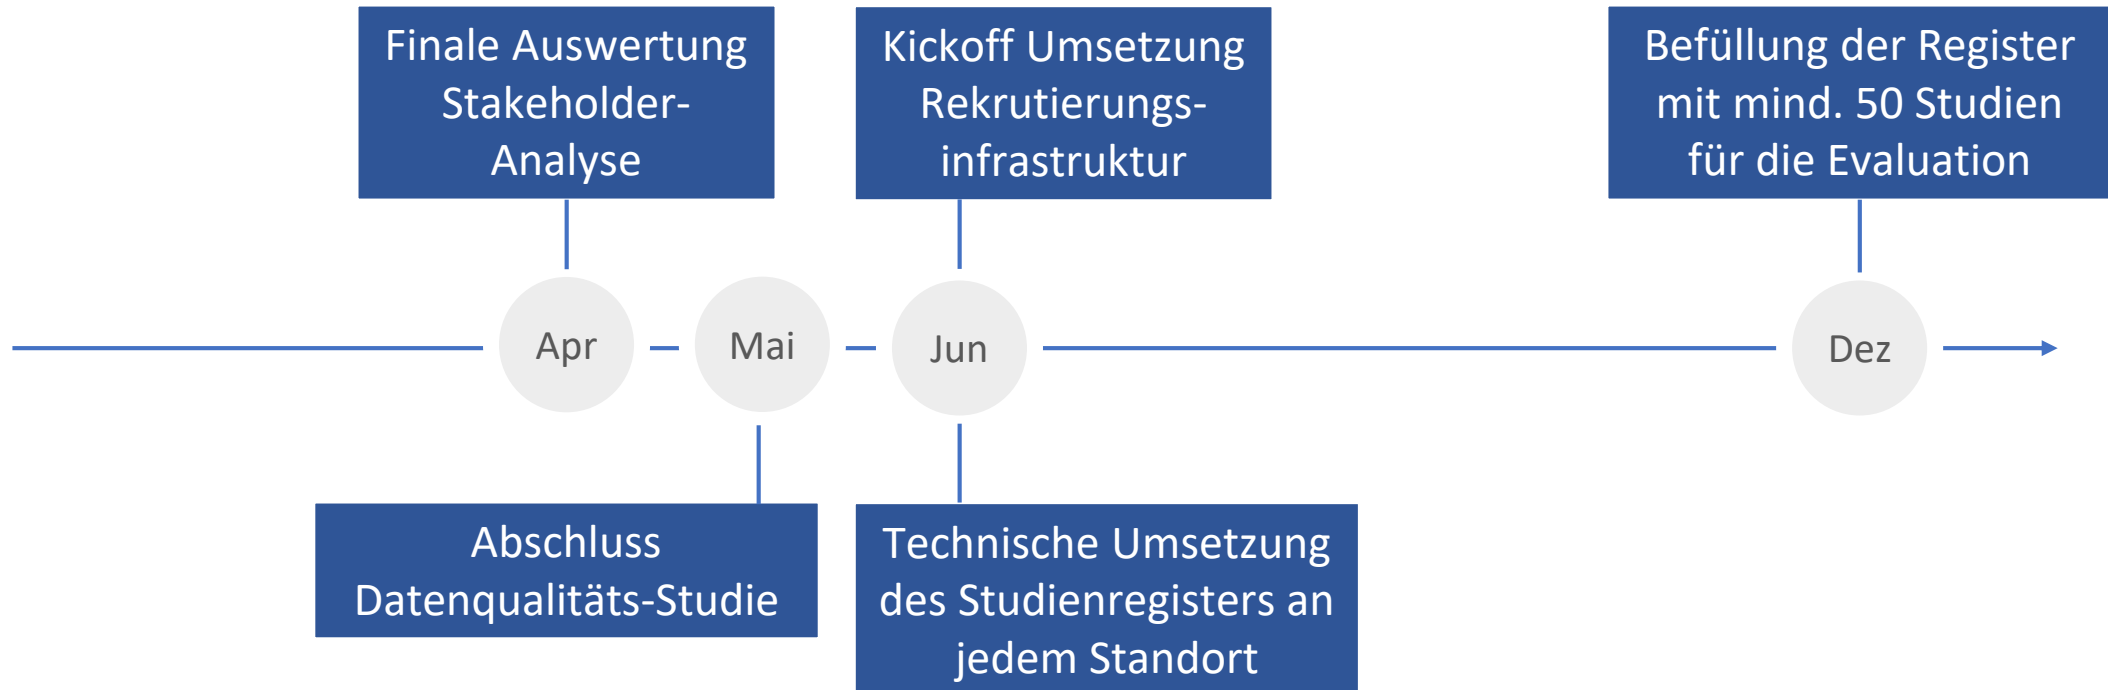 Finale Auswertung
Stakeholder-
Analyse
Kickoff Umsetzung
Rekrutierungs-
infrastruktur
Befüllung der Register
mit mind. 50 Studien
für die Evaluation
Apr
Mai
Jun
Dez
Abschluss
Datenqualitäts-Studie
Technische Umsetzung
des Studienregisters an
jedem Standort